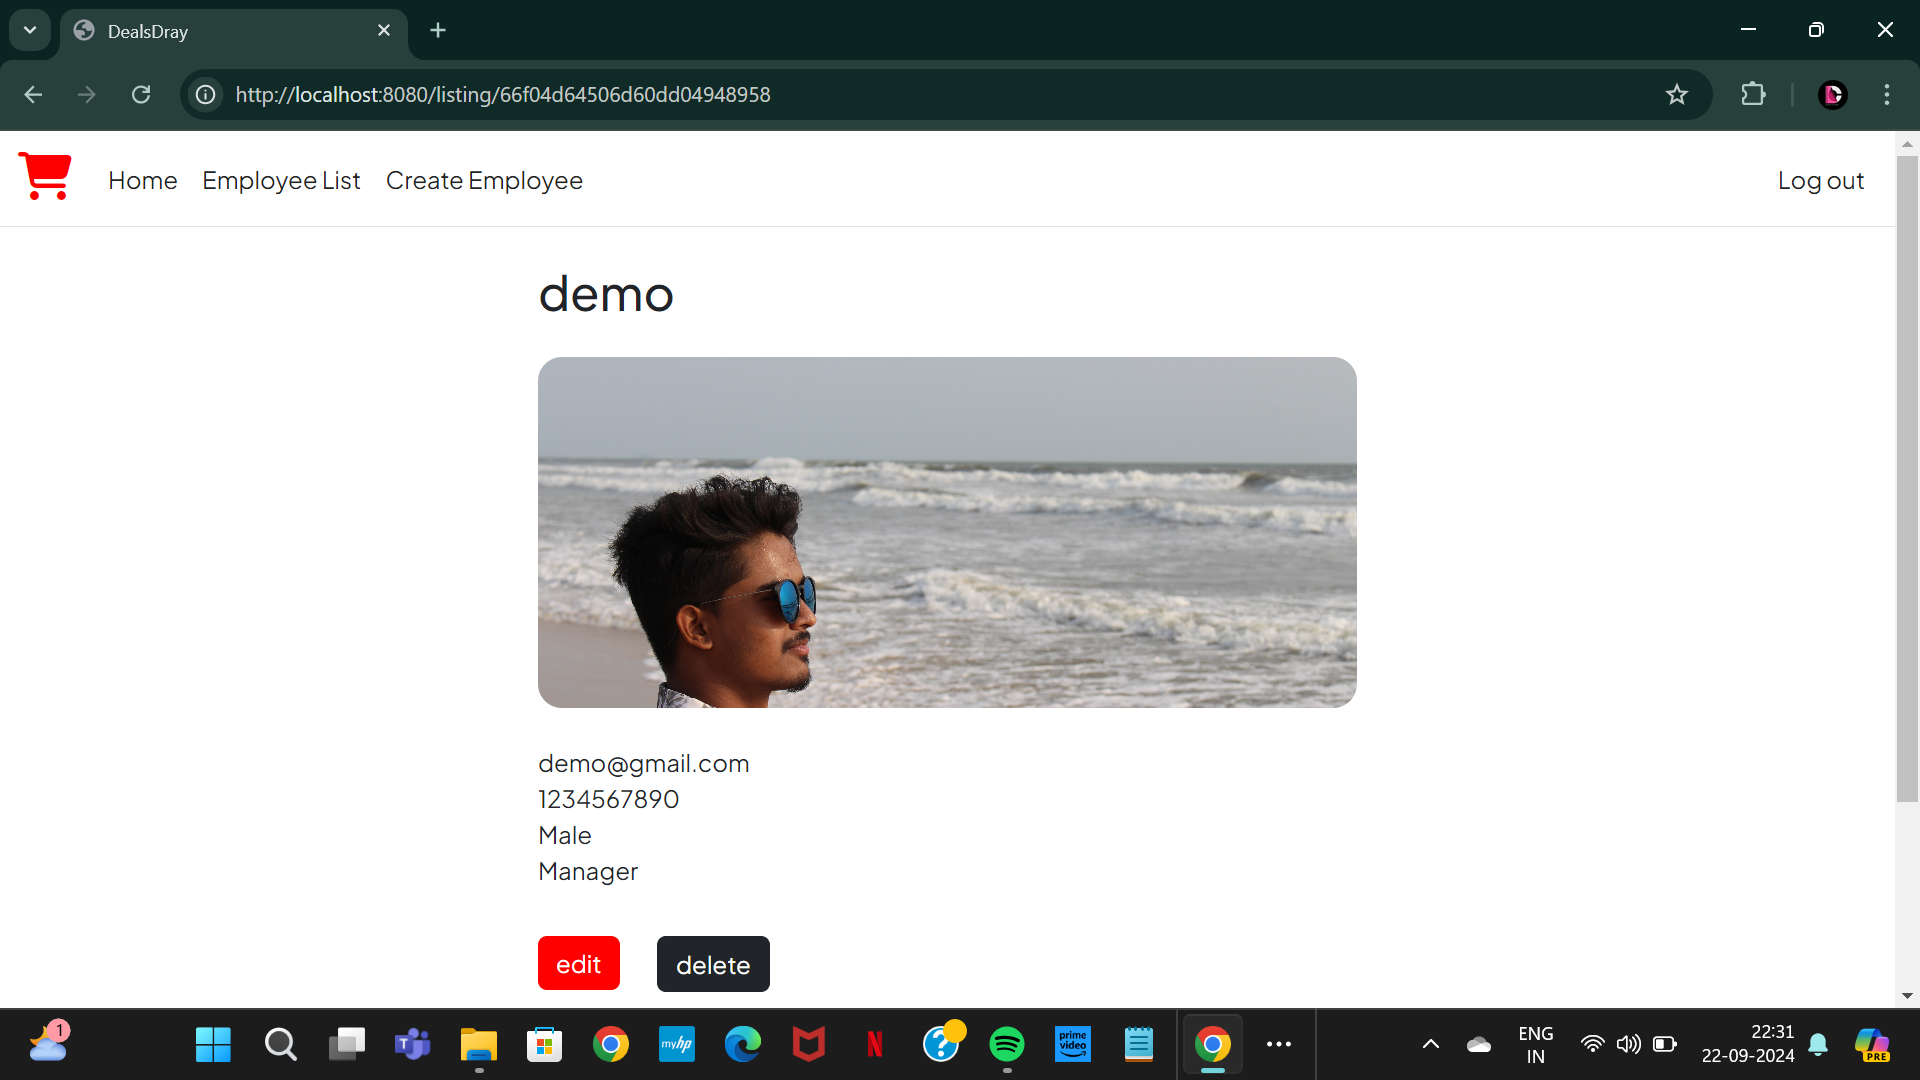 DealsDray
http://localhost:8080/listing/66f04d64506d60dd04948958
Home Employee List Create Employee Log out
demo
demo@gmail.com
1234567890
Male
Manager
edit delete
1
T
myhp
N
?
prime
video
ENG
IN
22:31
22-09-2024
PRE